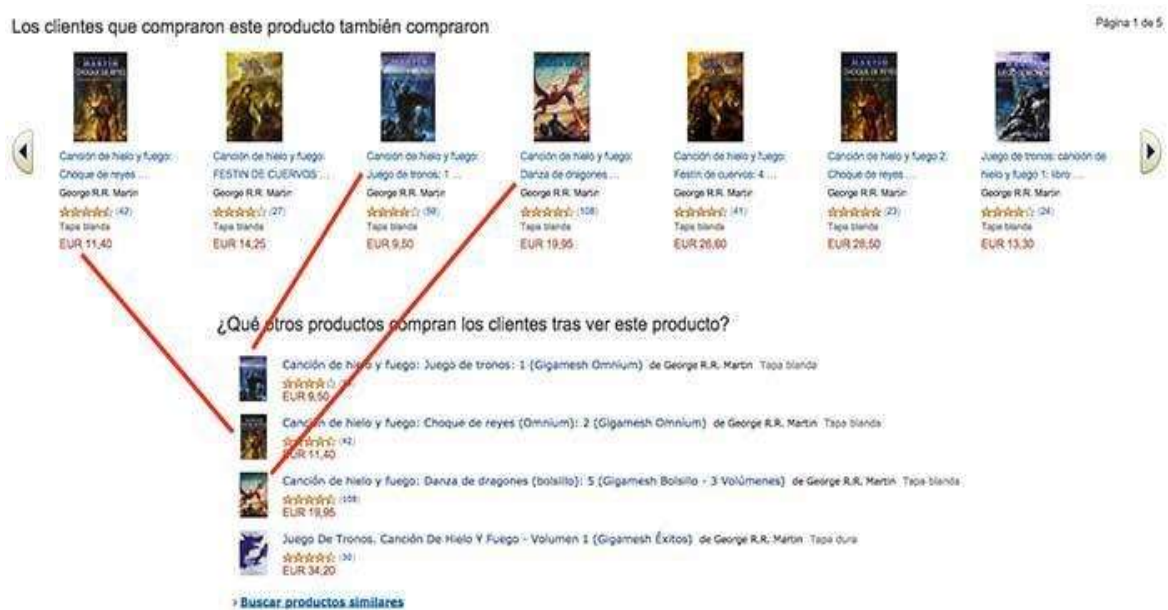 Los clientes que compraron este producto también compraron
Página 1 de 5
MARTIN
CHOQUE DE REYES
MARTIN
CHOQUE DE REYES
JUEGO DE TRONOS
Canción de hielo y fuego:
Choque de reyes ...
George R.R. Martin
(42)
Tapa blanda
EUR 11,40
Canción de hielo y fuego:
FESTIN DE CUERVOS ...
George R.R. Martin
(27)
Tapa blanda
EUR 14,25
Canción de hielo y fuego:
Juego de tronos: 1 ...
George R.R. Martin
Tapa blanda
EUR 9,50
Canción de hielo y fuego:
Danza de dragones ...
George R.R. Martin
(108)
Tapa blanda
EUR 19,95
Canción de hielo y fuego:
Festín de cuervos: 4 ...
George R.R. Martin
(41)
Tapa blanda
EUR 26,60
Canción de hielo y fuego 2:
Choque de reyes ...
George R.R. Martin
(23)
Tapa blanda
EUR 28,50
Juego de tronos: canción de
hielo y fuego 1: libro ...
George R.R. Martin
(24)
Tapa blanda
EUR 13,30
¿Qué otros productos compran los clientes tras ver este producto?
Canción de hielo y fuego: Juego de tronos: 1 (Gigamesh Omnium) de George R.R. Martin Tapa blanda
EUR 9,50
Canción de hielo y fuego: Choque de reyes (Omnium): 2 (Gigamesh Omnium) de George R.R. Martin Tapa blanda
(42)
EUR 11,40
Canción de hielo y fuego: Danza de dragones (bolsillo): 5 (Gigamesh Bolsillo - 3 Volúmenes) de George R.R. Martin Tapa blanda
(108)
EUR 19,95
Juego De Tronos. Canción De Hielo Y Fuego - Volumen 1 (Gigamesh Éxitos) de George R.R. Martin Tapa dura
(30)
EUR 34,20
› Buscar productos similares